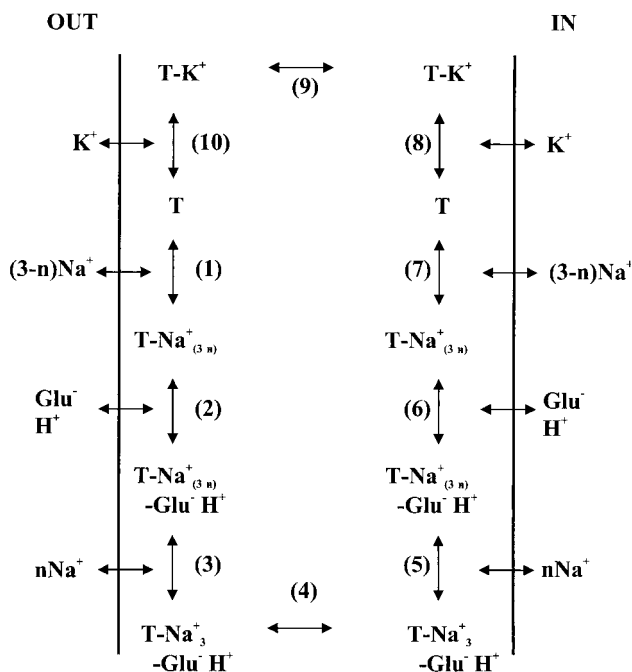 OUT IN
T-K⁺ T-K⁺
(9)
K⁺ (10) (8) K⁺
T T
(3-n)Na⁺ (1) (7) (3-n)Na⁺
T-Na⁺(3 n) T-Na⁺(3 n)
Glu⁻ (2) (6) Glu⁻
H⁺ H⁺
T-Na⁺(3 n) T-Na⁺(3 n)
-Glu⁻ H⁺ -Glu⁻ H⁺
nNa⁺ (3) (4) (5) nNa⁺
T-Na⁺₃ T-Na⁺₃
-Glu⁻ H⁺ -Glu⁻ H⁺